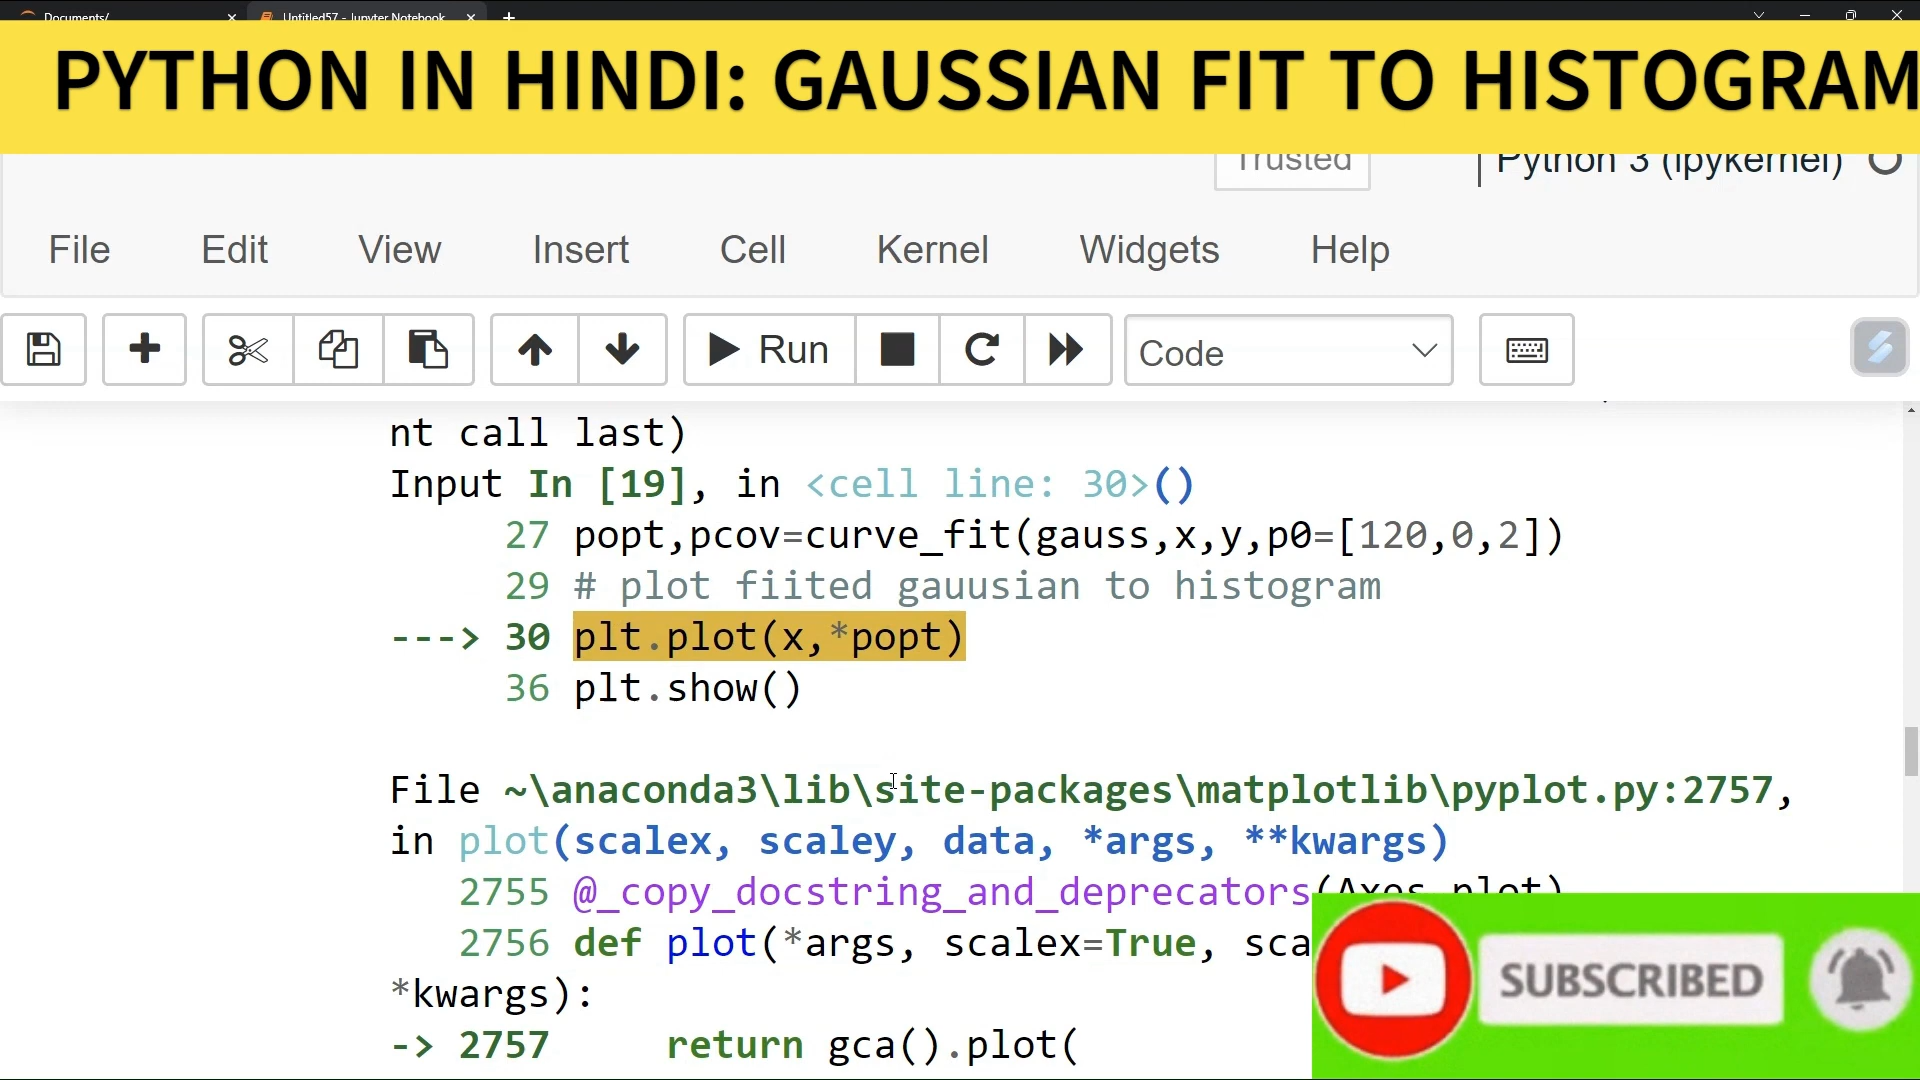 Documents/
Untitled57 - Jupyter Notebook
PYTHON IN HINDI: GAUSSIAN FIT TO HISTOGRAM
Trusted
Python 3 (ipykernel)
File Edit View Insert Cell Kernel Widgets Help
Run
Code
nt call last)
Input In [19], in <cell line: 30>()
27 popt,pcov=curve_fit(gauss,x,y,p0=[120,0,2])
29 # plot fiited gauusian to histogram
---> 30 plt.plot(x,*popt)
36 plt.show()
File ~\anaconda3\lib\site-packages\matplotlib\pyplot.py:2757,
in plot(scalex, scaley, data, *args, **kwargs)
2755 @_copy_docstring_and_deprecators(Axes.plot)
2756 def plot(*args, scalex=True, sca
*kwargs):
-> 2757 return gca().plot(
SUBSCRIBED